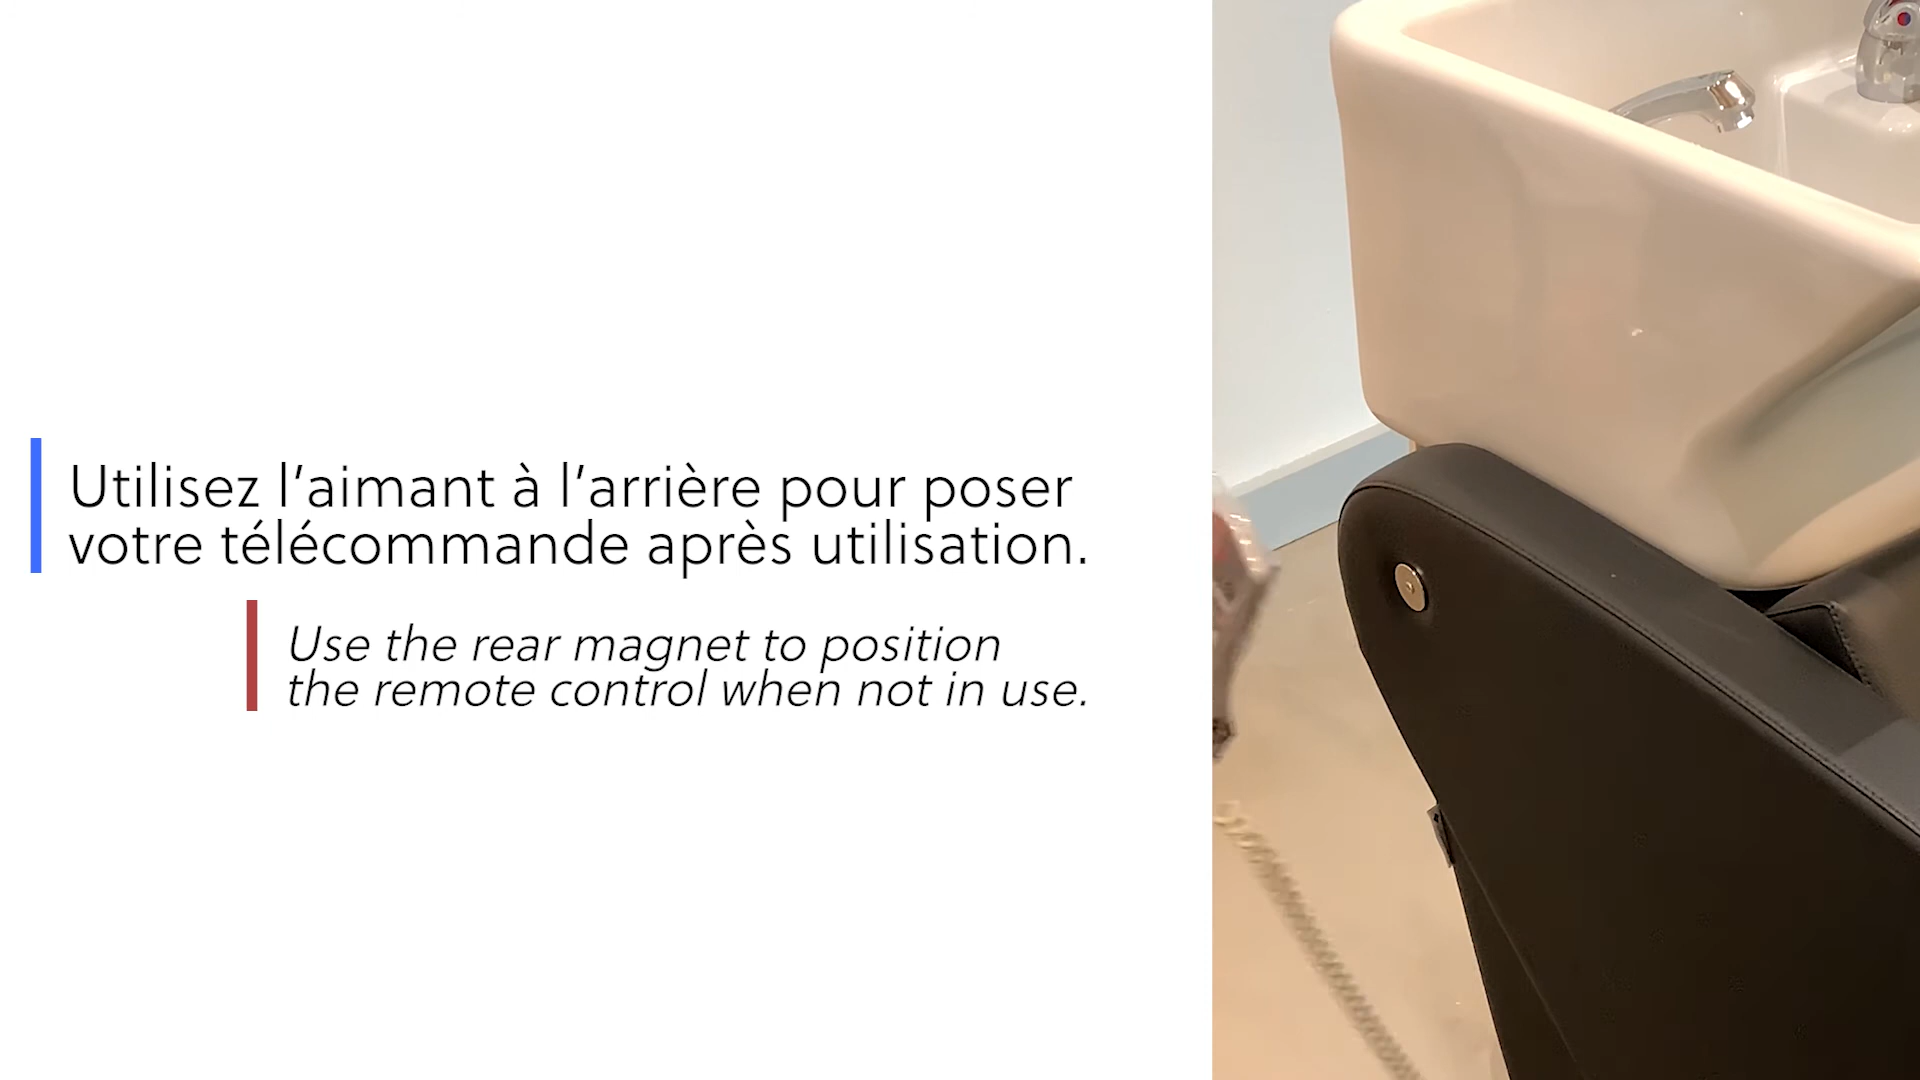 Utilisez l’aimant à l’arrière pour poser
votre télécommande après utilisation.
Use the rear magnet to position
the remote control when not in use.